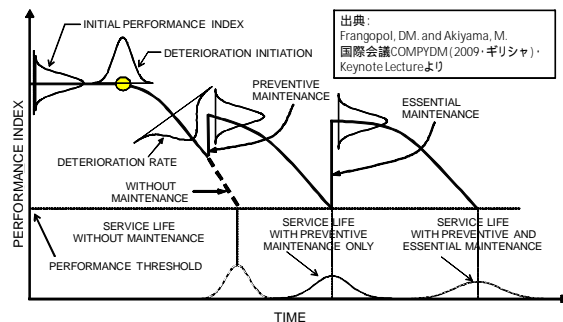 INITIAL PERFORMANCE INDEX
DETERIORATION INITIATION
出典:
Frangopol, DM. and Akiyama, M.
国際会議COMPYDM (2009・ギリシャ)・
Keynote Lectureより
PREVIENTIVE
MAINTENANCE
ESSENTIAL
MAINTENANCE
PERFORMANCE INDEX
DETERIORATION RATE
WITHOUT
MAINTENANCE
SERVICE LIFE
WITHOUT MAINTENANCE
SERVICE LIFE
WITH PREVENTIVE
MAINTENANCE ONLY
SERVICE LIFE
WITH PREVENTIVE AND
ESSENTIAL MAINTENANCE
PERFORMANCE THRESHOLD
TIME